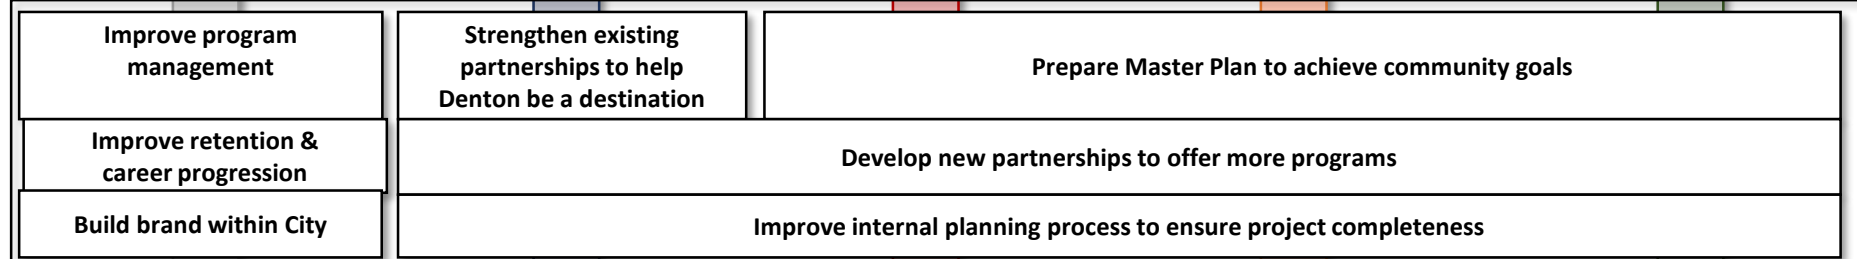 Improve program
management
Strengthen existing
partnerships to help
Denton be a destination
Prepare Master Plan to achieve community goals
Improve retention &
career progression
Develop new partnerships to offer more programs
Build brand within City
Improve internal planning process to ensure project completeness